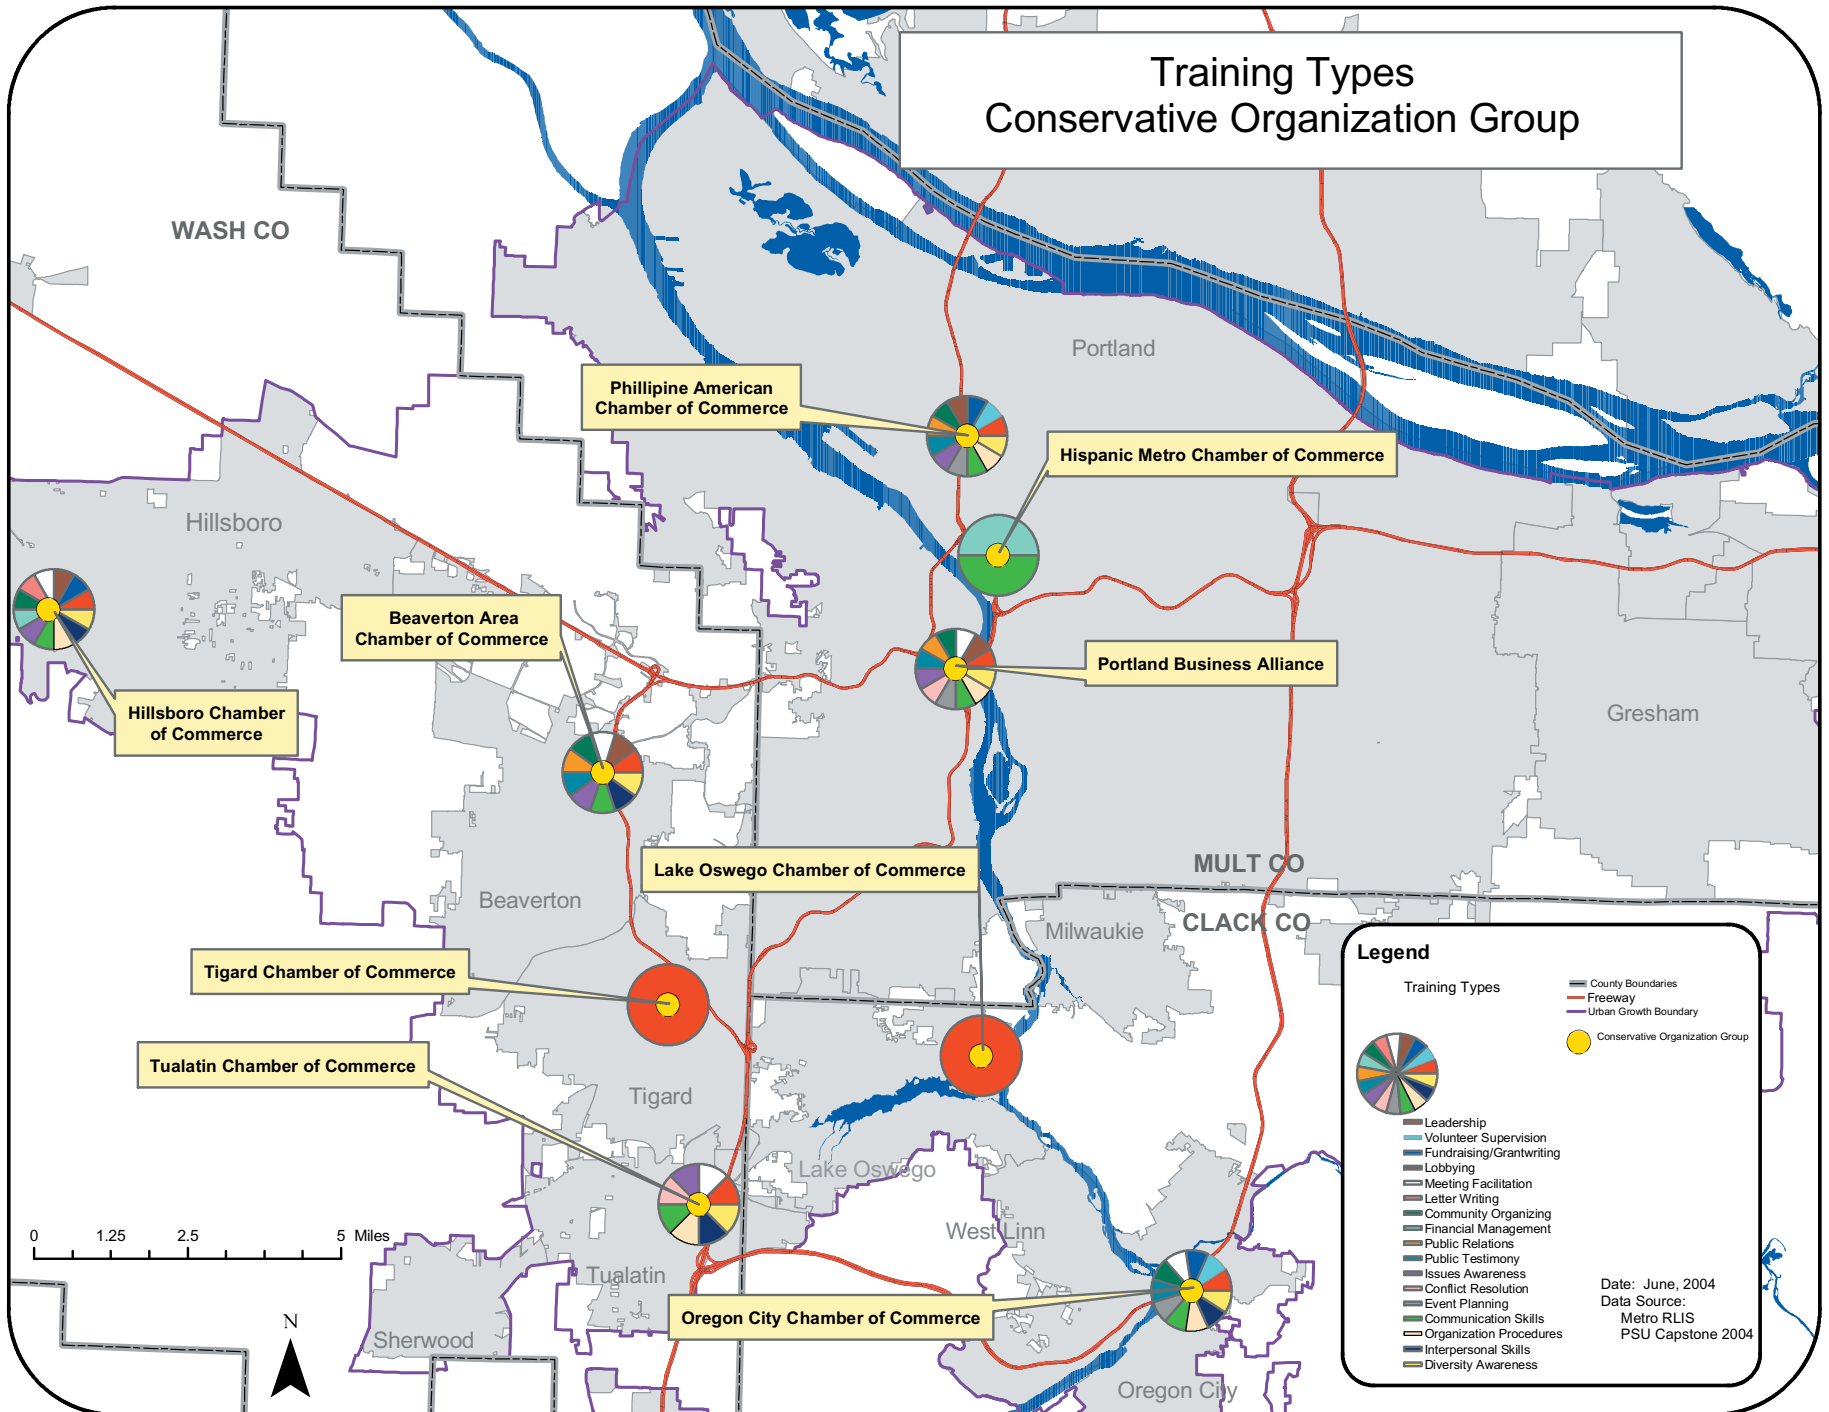 Training Types
Conservative Organization Group
WASH CO
Portland
Phillipine American
Chamber of Commerce
Hispanic Metro Chamber of Commerce
Hillsboro
Beaverton Area
Chamber of Commerce
Portland Business Alliance
Hillsboro Chamber
of Commerce
Gresham
Lake Oswego Chamber of Commerce
MULT CO
Beaverton
CLACK CO
Milwaukie
Tigard Chamber of Commerce
Tualatin Chamber of Commerce
Tigard
Lake Oswego
West Linn
0 1.25 2.5 5 Miles
Tualatin
Oregon City Chamber of Commerce
N
Sherwood
Oregon City
Legend
Training Types
County Boundaries
Freeway
Urban Growth Boundary
Conservative Organization Group
Leadership
Volunteer Supervision
Fundraising/Grantwriting
Lobbying
Meeting Facilitation
Letter Writing
Community Organizing
Financial Management
Public Relations
Public Testimony
Issues Awareness
Conflict Resolution
Event Planning
Communication Skills
Organization Procedures
Interpersonal Skills
Diversity Awareness
Date: June, 2004
Data Source:
Metro RLIS
PSU Capstone 2004